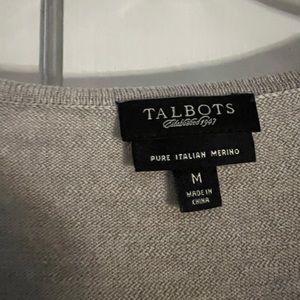 TALBOTS
Established 1947
PURE ITALIAN MERINO
M
MADE IN
CHINA